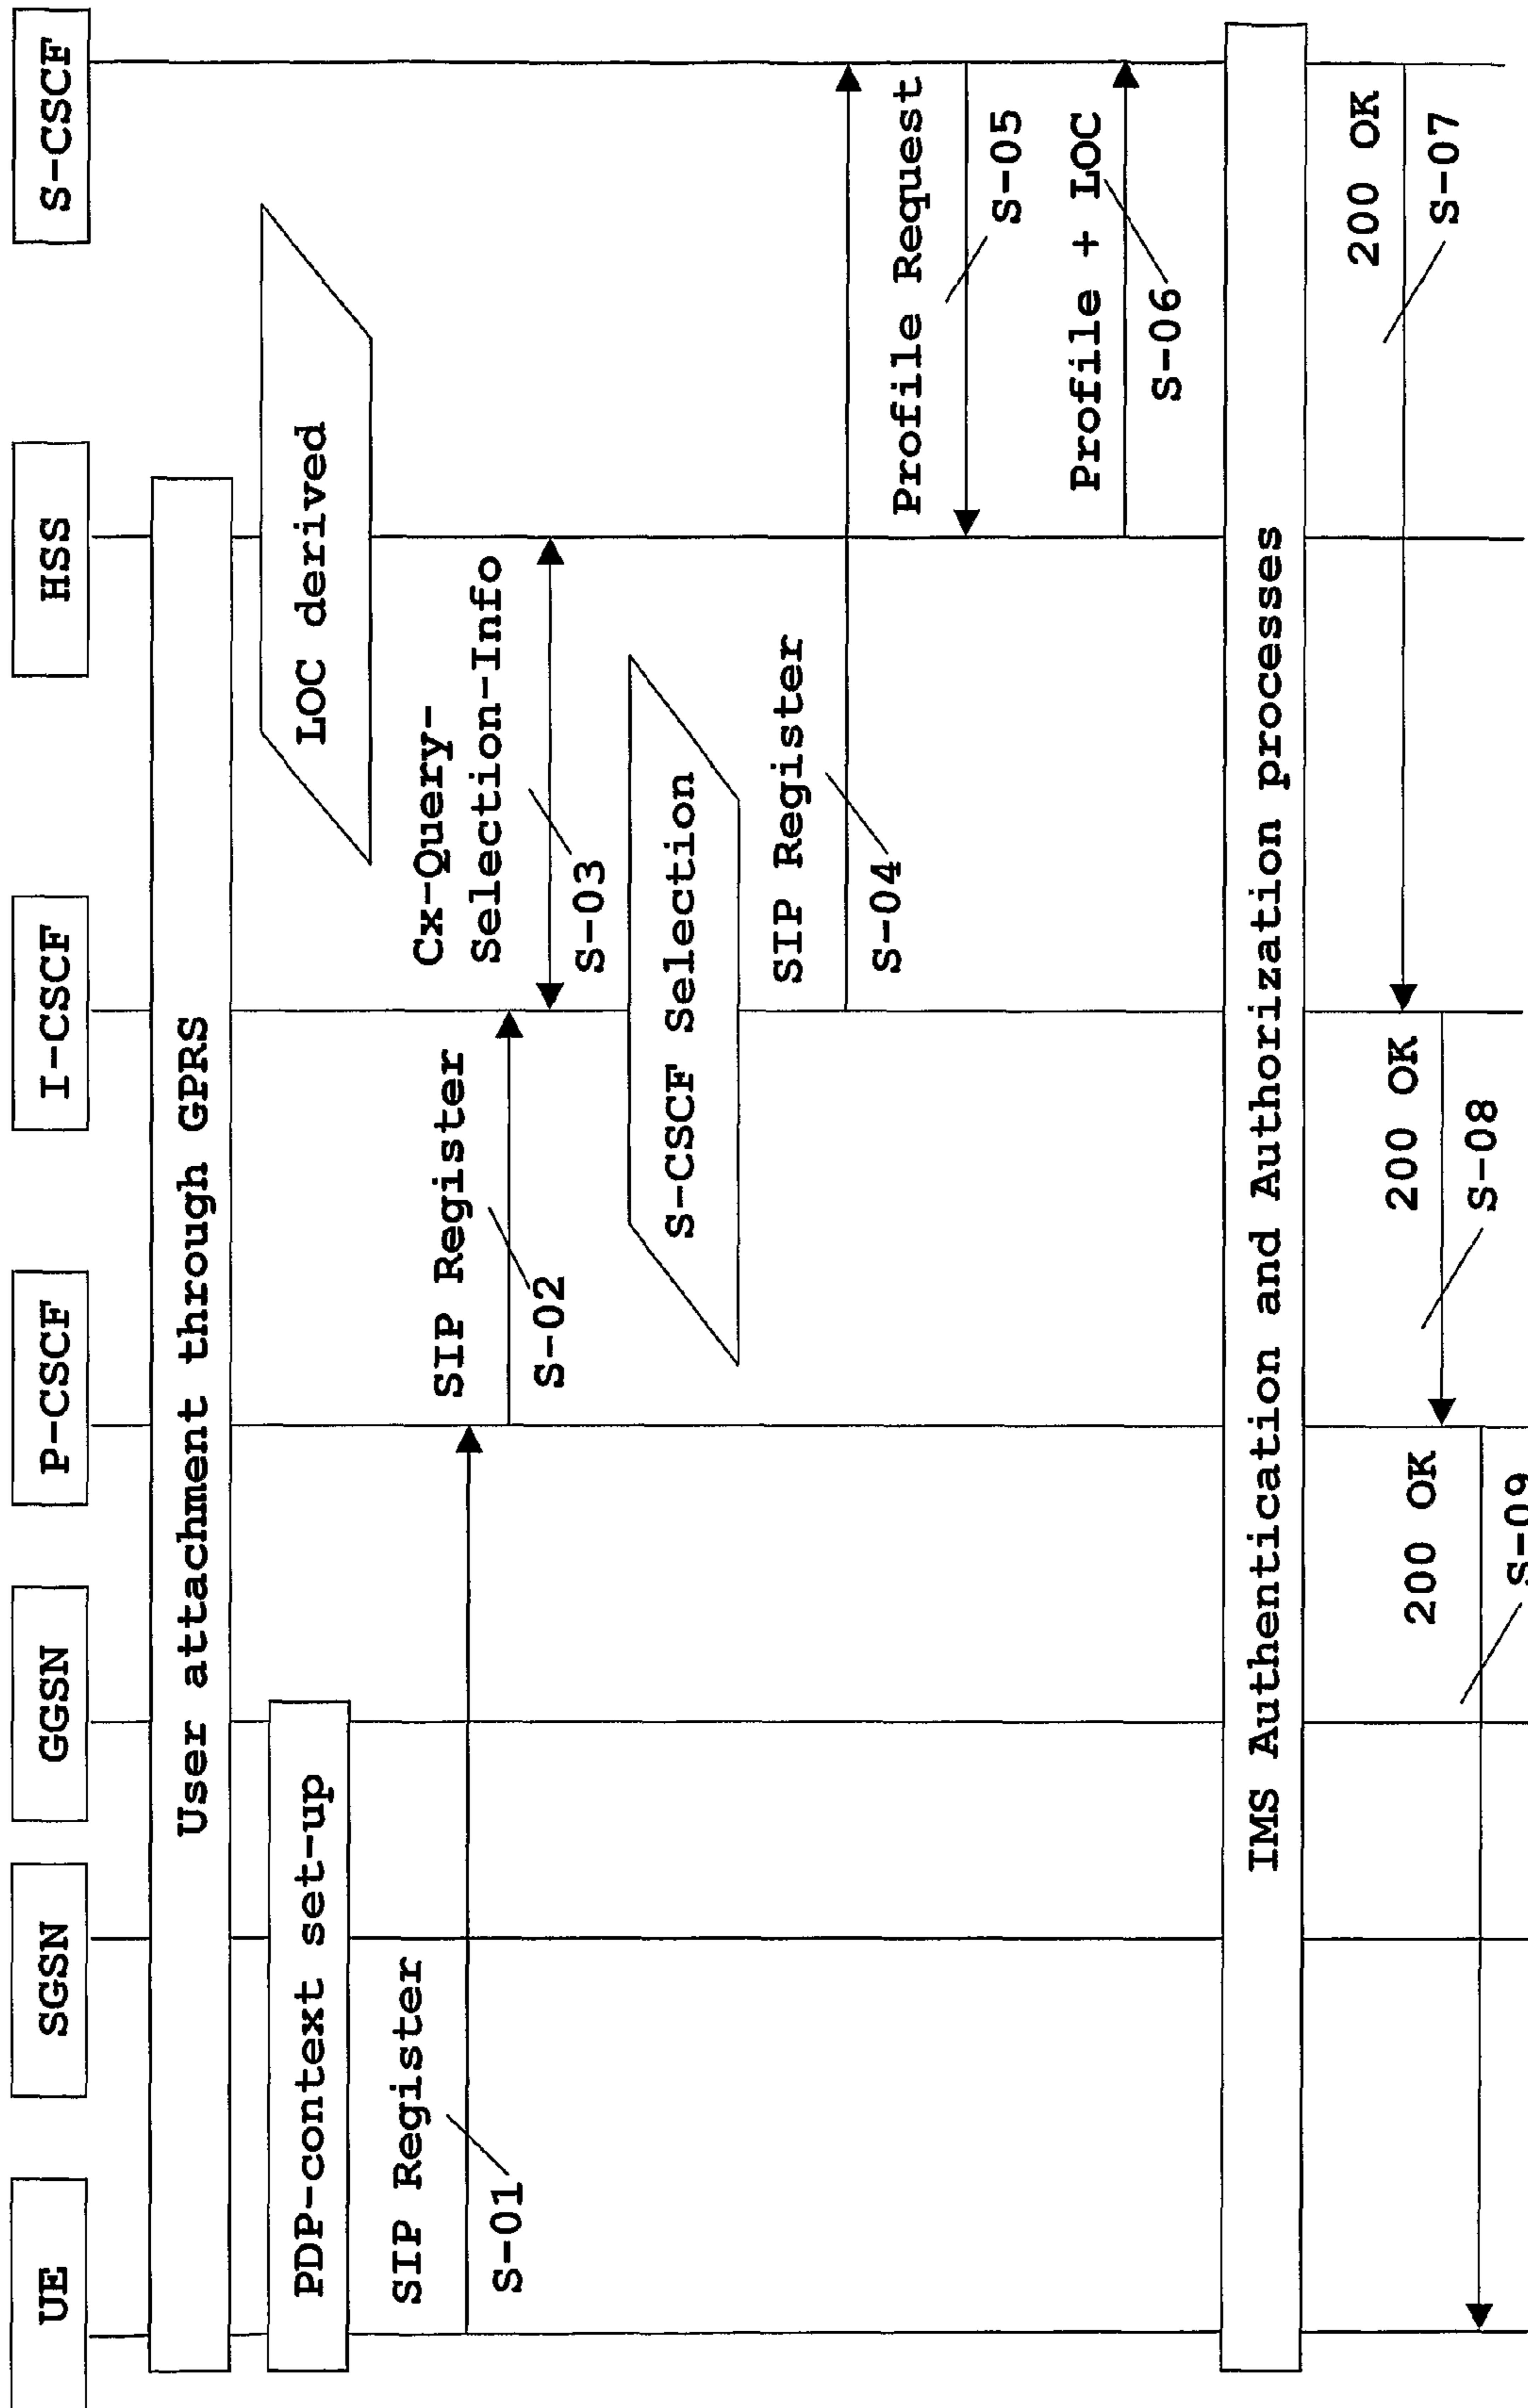 UE
SGSN
GGSN
P-CSCF
I-CSCF
HSS
S-CSCF
User attachment through GPRS
PDP-context set-up
LOC derived
SIP Register
S-01
SIP Register
S-02
Cx-Query-
Selection-Info
S-03
S-CSCF Selection
SIP Register
S-04
Profile Request
S-05
Profile + LOC
S-06
IMS Authentication and Authorization processes
200 OK
S-07
200 OK
S-08
200 OK
S-09